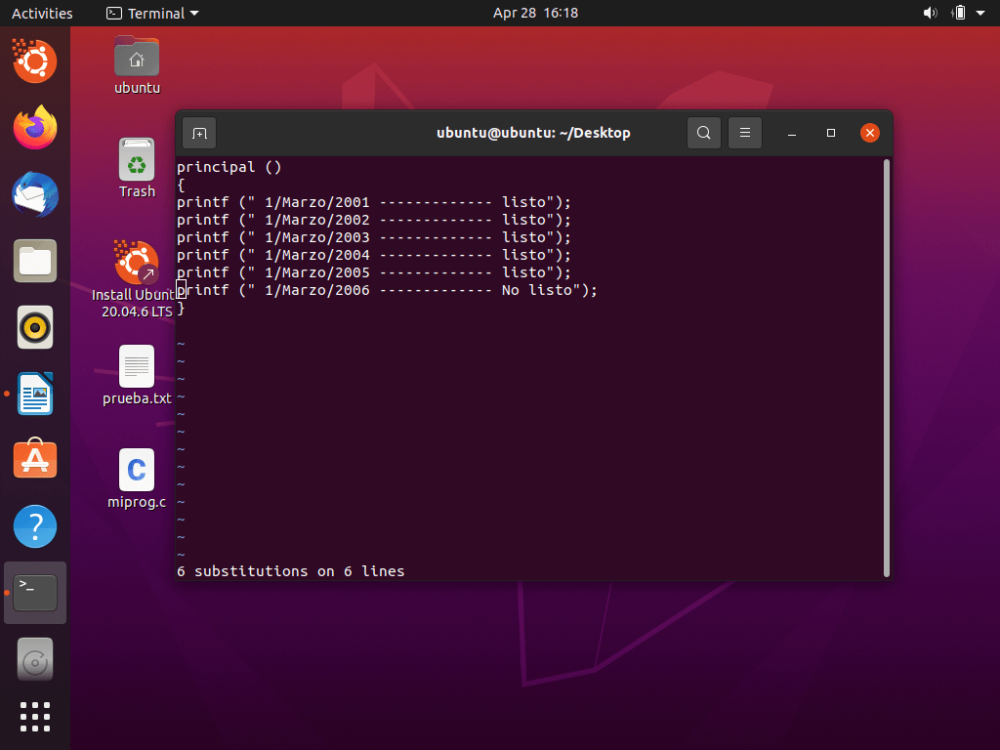 Activities
Terminal
Apr 28 16:18
ubuntu
Trash
Install Ubunt
20.04.6 LTS
prueba.txt
miprog.c
ubuntu@ubuntu: ~/Desktop
principal ()
{
printf (" 1/Marzo/2001 ------------- listo");
printf (" 1/Marzo/2002 ------------- listo");
printf (" 1/Marzo/2003 ------------- listo");
printf (" 1/Marzo/2004 ------------- listo");
printf (" 1/Marzo/2005 ------------- listo");
printf (" 1/Marzo/2006 ------------- No listo");
}
~
~
~
~
~
~
~
~
~
~
~
~
~
6 substitutions on 6 lines